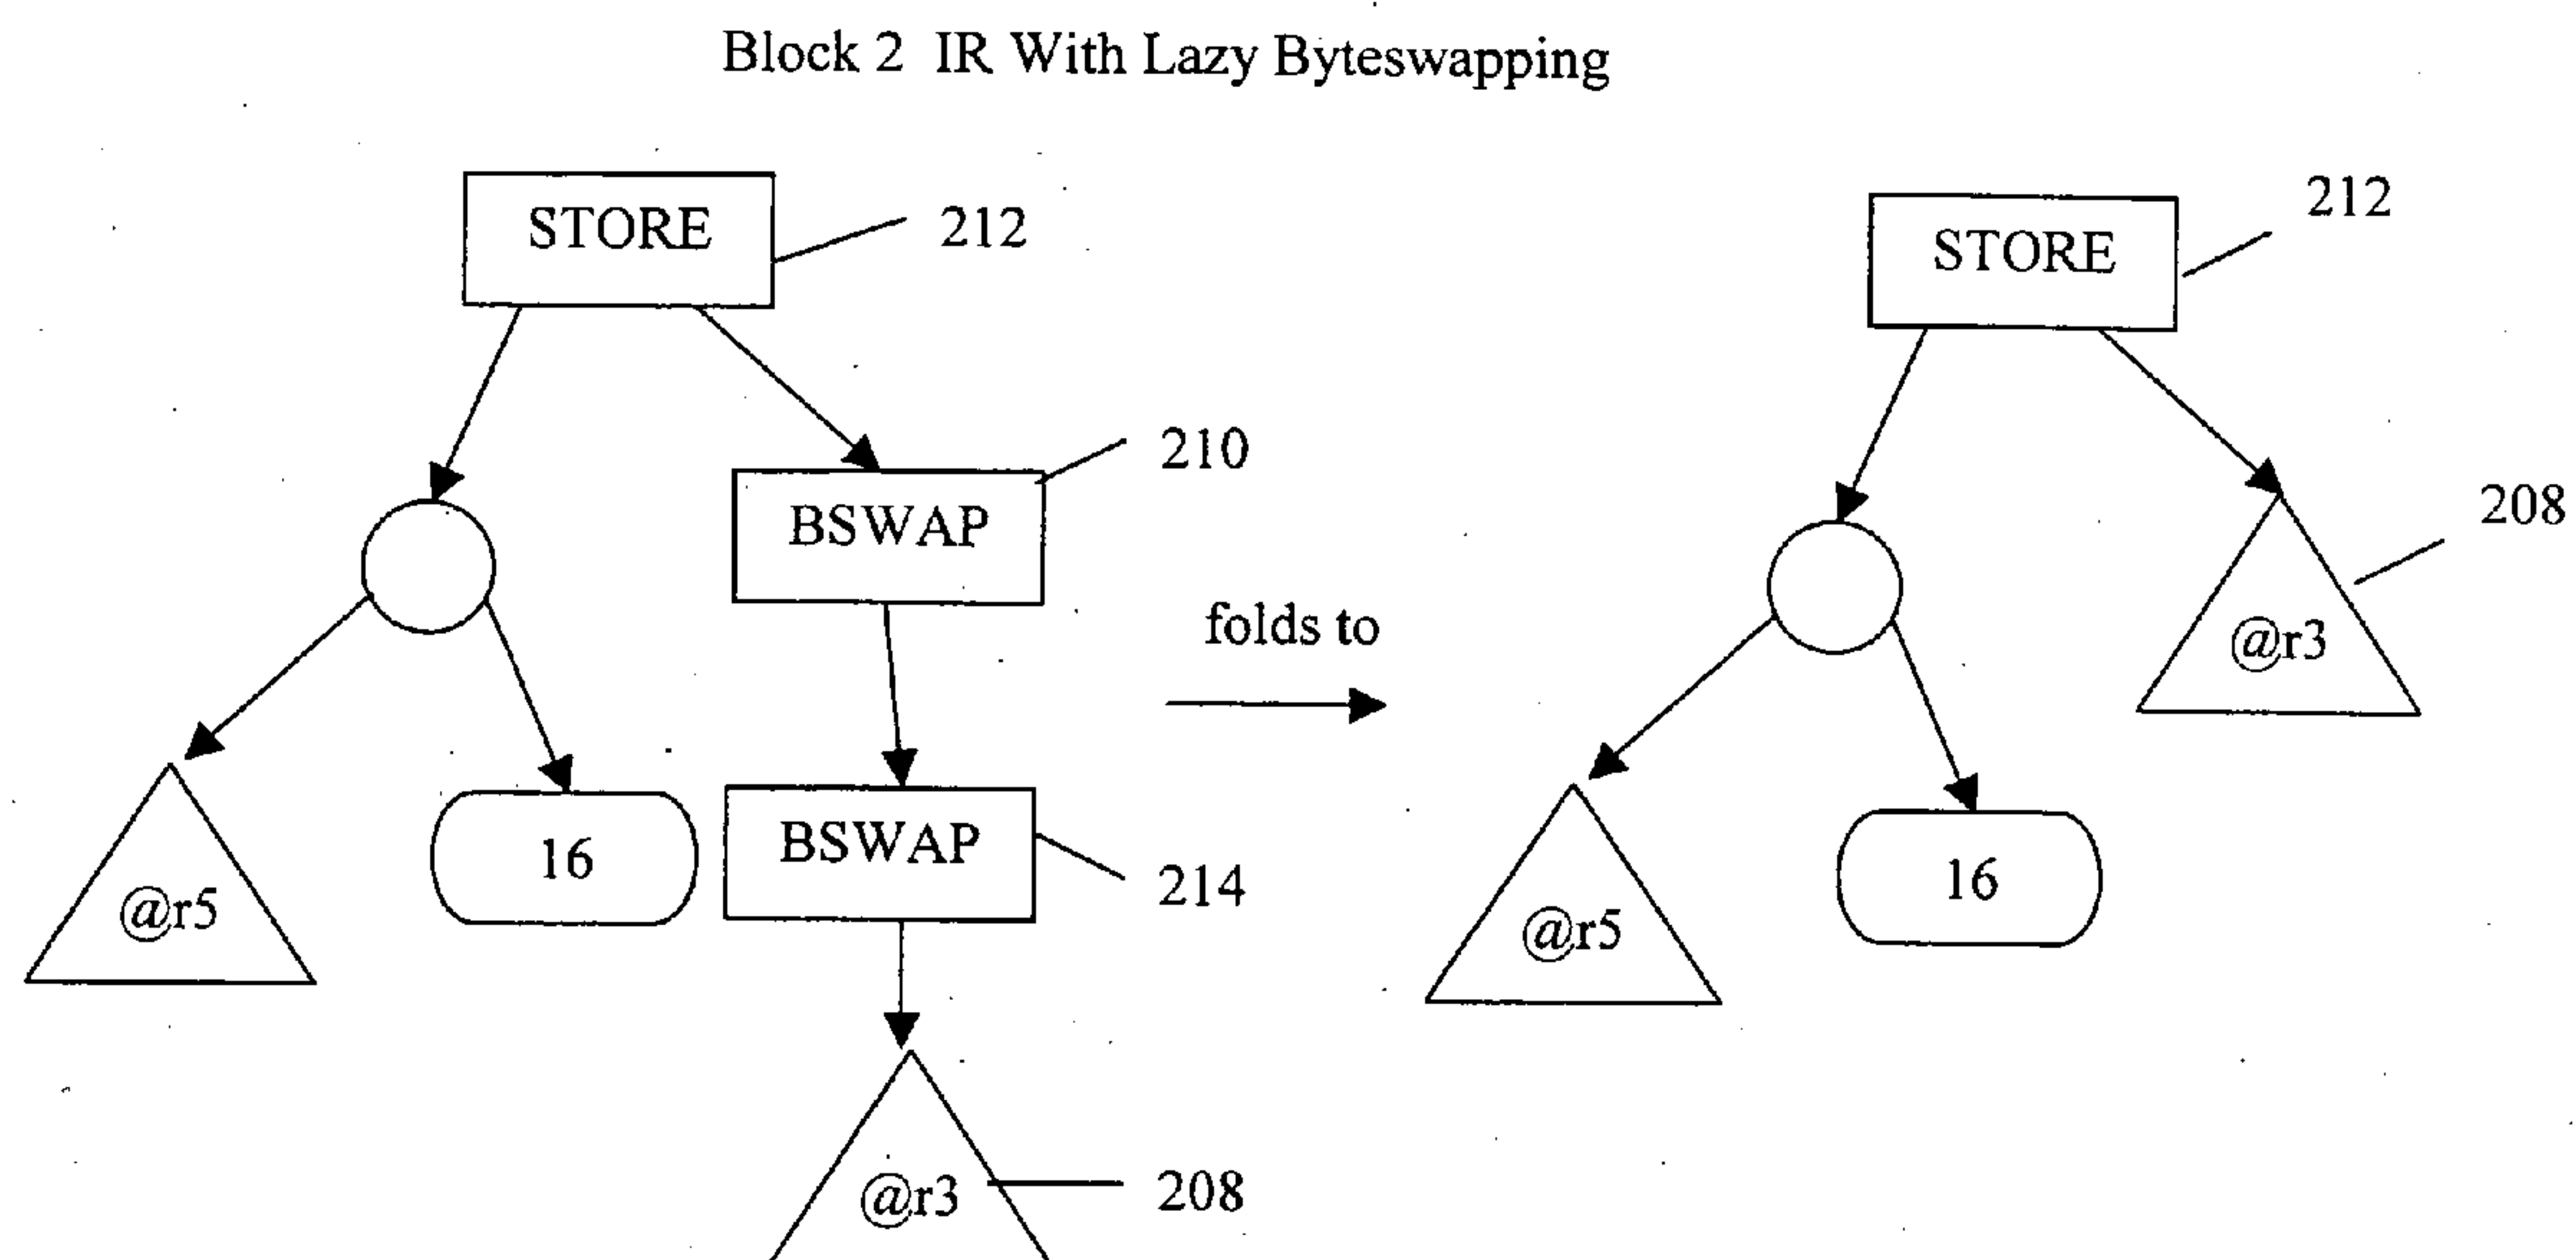 Block 2 IR With Lazy Byteswapping
STORE
212
BSWAP
210
@r5
16
BSWAP
214
@r3
208
folds to
STORE
212
@r3
208
@r5
16